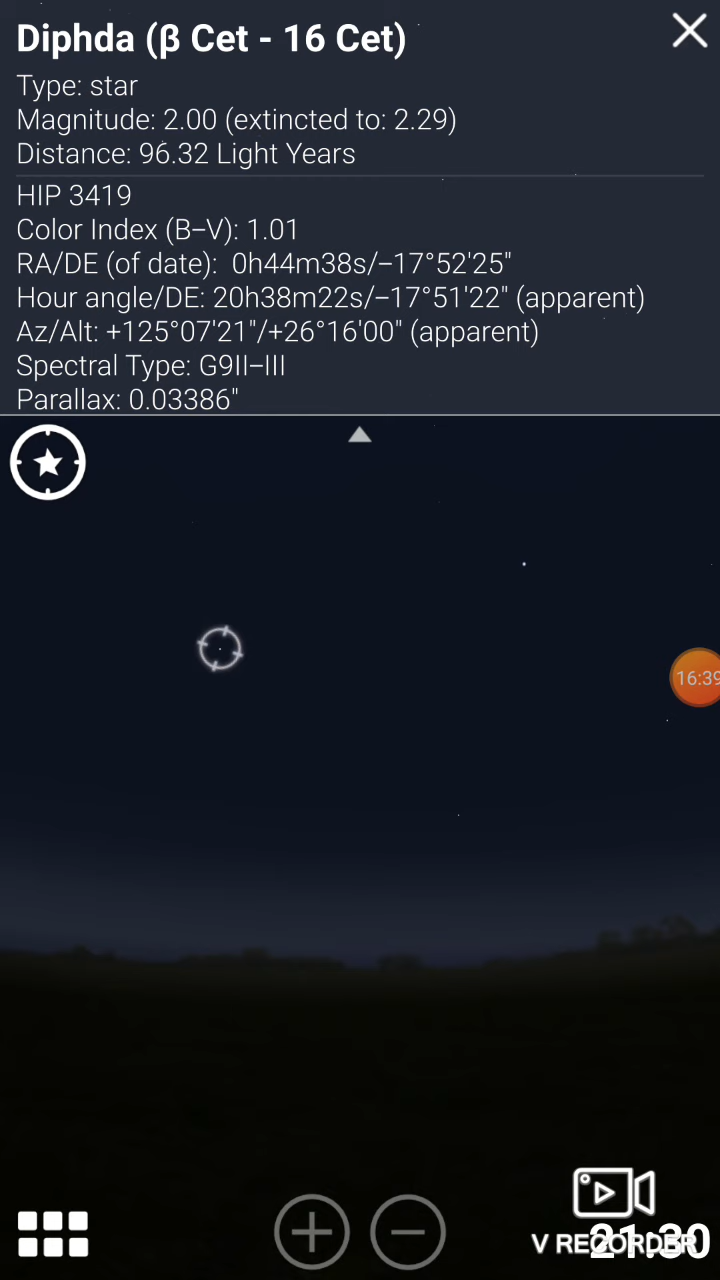 Diphda (β Cet - 16 Cet)
Type: star
Magnitude: 2.00 (extincted to: 2.29)
Distance: 96.32 Light Years
HIP 3419
Color Index (B–V): 1.01
RA/DE (of date):  0h44m38s/–17°52'25"
Hour angle/DE: 20h38m22s/–17°51'22" (apparent)
Az/Alt: +125°07'21"/+26°16'00" (apparent)
Spectral Type: G9II–III
Parallax: 0.03386"
16:39
21:30
V RECORDER